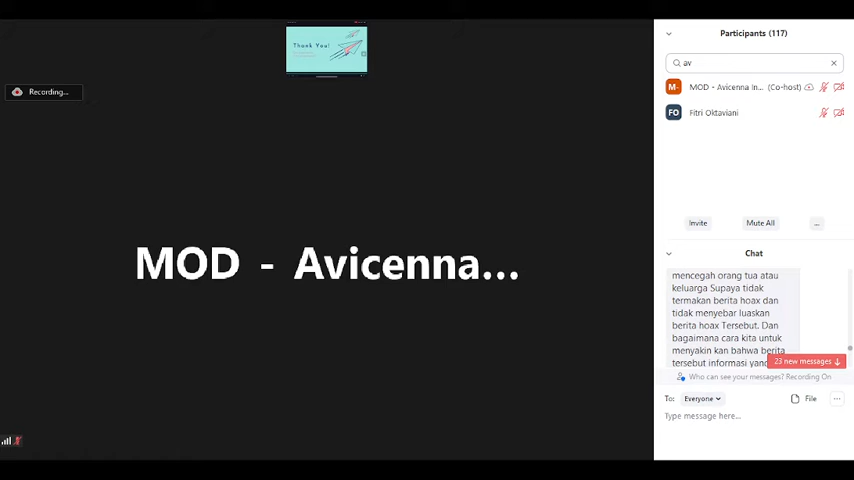 Thank You!
Recording...
MOD - Avicenna...
Participants (117)
av
M-
MOD - Avicenna In... (Co-host)
FO
Fitri Oktaviani
Invite
Mute All
...
Chat
mencegah orang tua atau
keluarga Supaya tidak
termakan berita hoax dan
tidak menyebar luaskan
berita hoax Tersebut. Dan
bagaimana cara kita untuk
menyakin kan bahwa berita
tersebut informasi yang
23 new messages
Who can see your messages? Recording On
To: Everyone
File
...
Type message here...